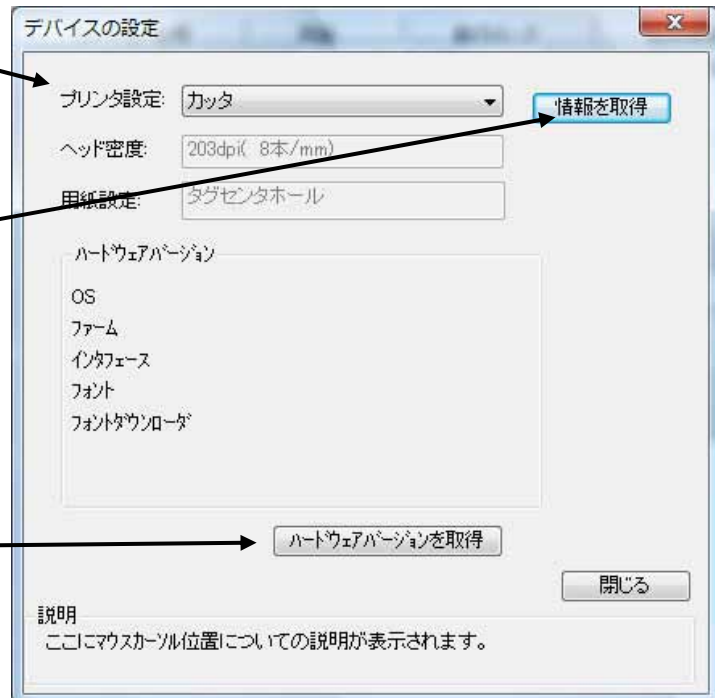 デバイスの設定
プリンタ設定: カッタ 情報を取得
ヘッド密度: 203dpi( 8本/mm)
用紙設定: タグセンタホール
ハードウェアバージョン
OS
ファーム
インタフェース
フォント
フォントダウンローダ
ハードウェアバージョンを取得
閉じる
説明
ここにマウスカーソル位置についての説明が表示されます。